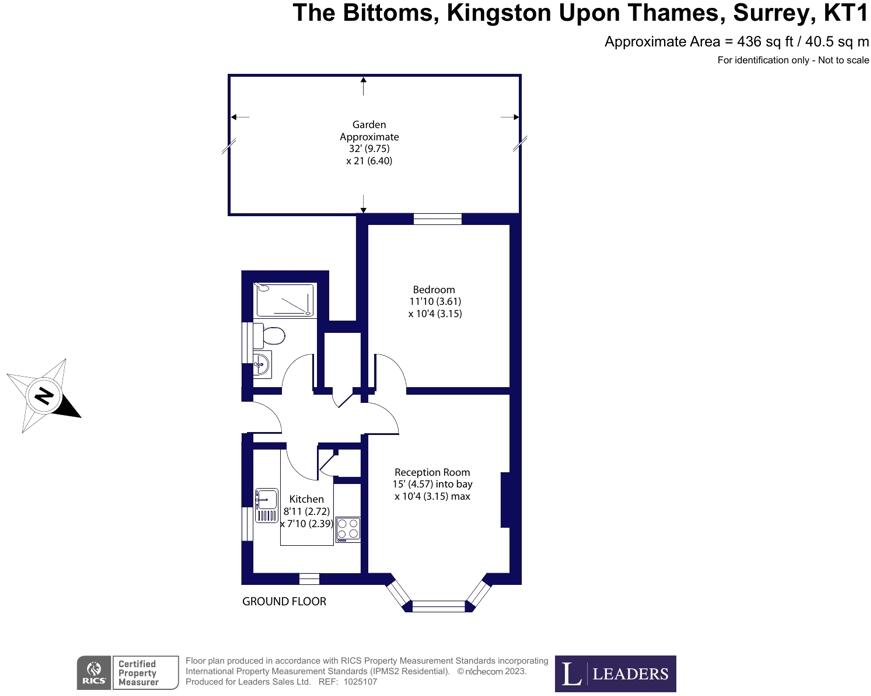 The Bittoms, Kingston Upon Thames, Surrey, KT1
Approximate Area = 436 sq ft / 40.5 sq m
For identification only - Not to scale
Garden
Approximate
32' (9.75)
x 21 (6.40)
Bedroom
11'10 (3.61)
x 10'4 (3.15)
N
Reception Room
15' (4.57) into bay
x 10'4 (3.15) max
Kitchen
8'11 (2.72)
x 7'10 (2.39)
GROUND FLOOR
RICS
Certified
Property
Measurer
Floor plan produced in accordance with RICS Property Measurement Standards incorporating
International Property Measurement Standards (IPMS2 Residential). © ntchecom 2023.
Produced for Leaders Sales Ltd. REF: 1025107
L LEADERS